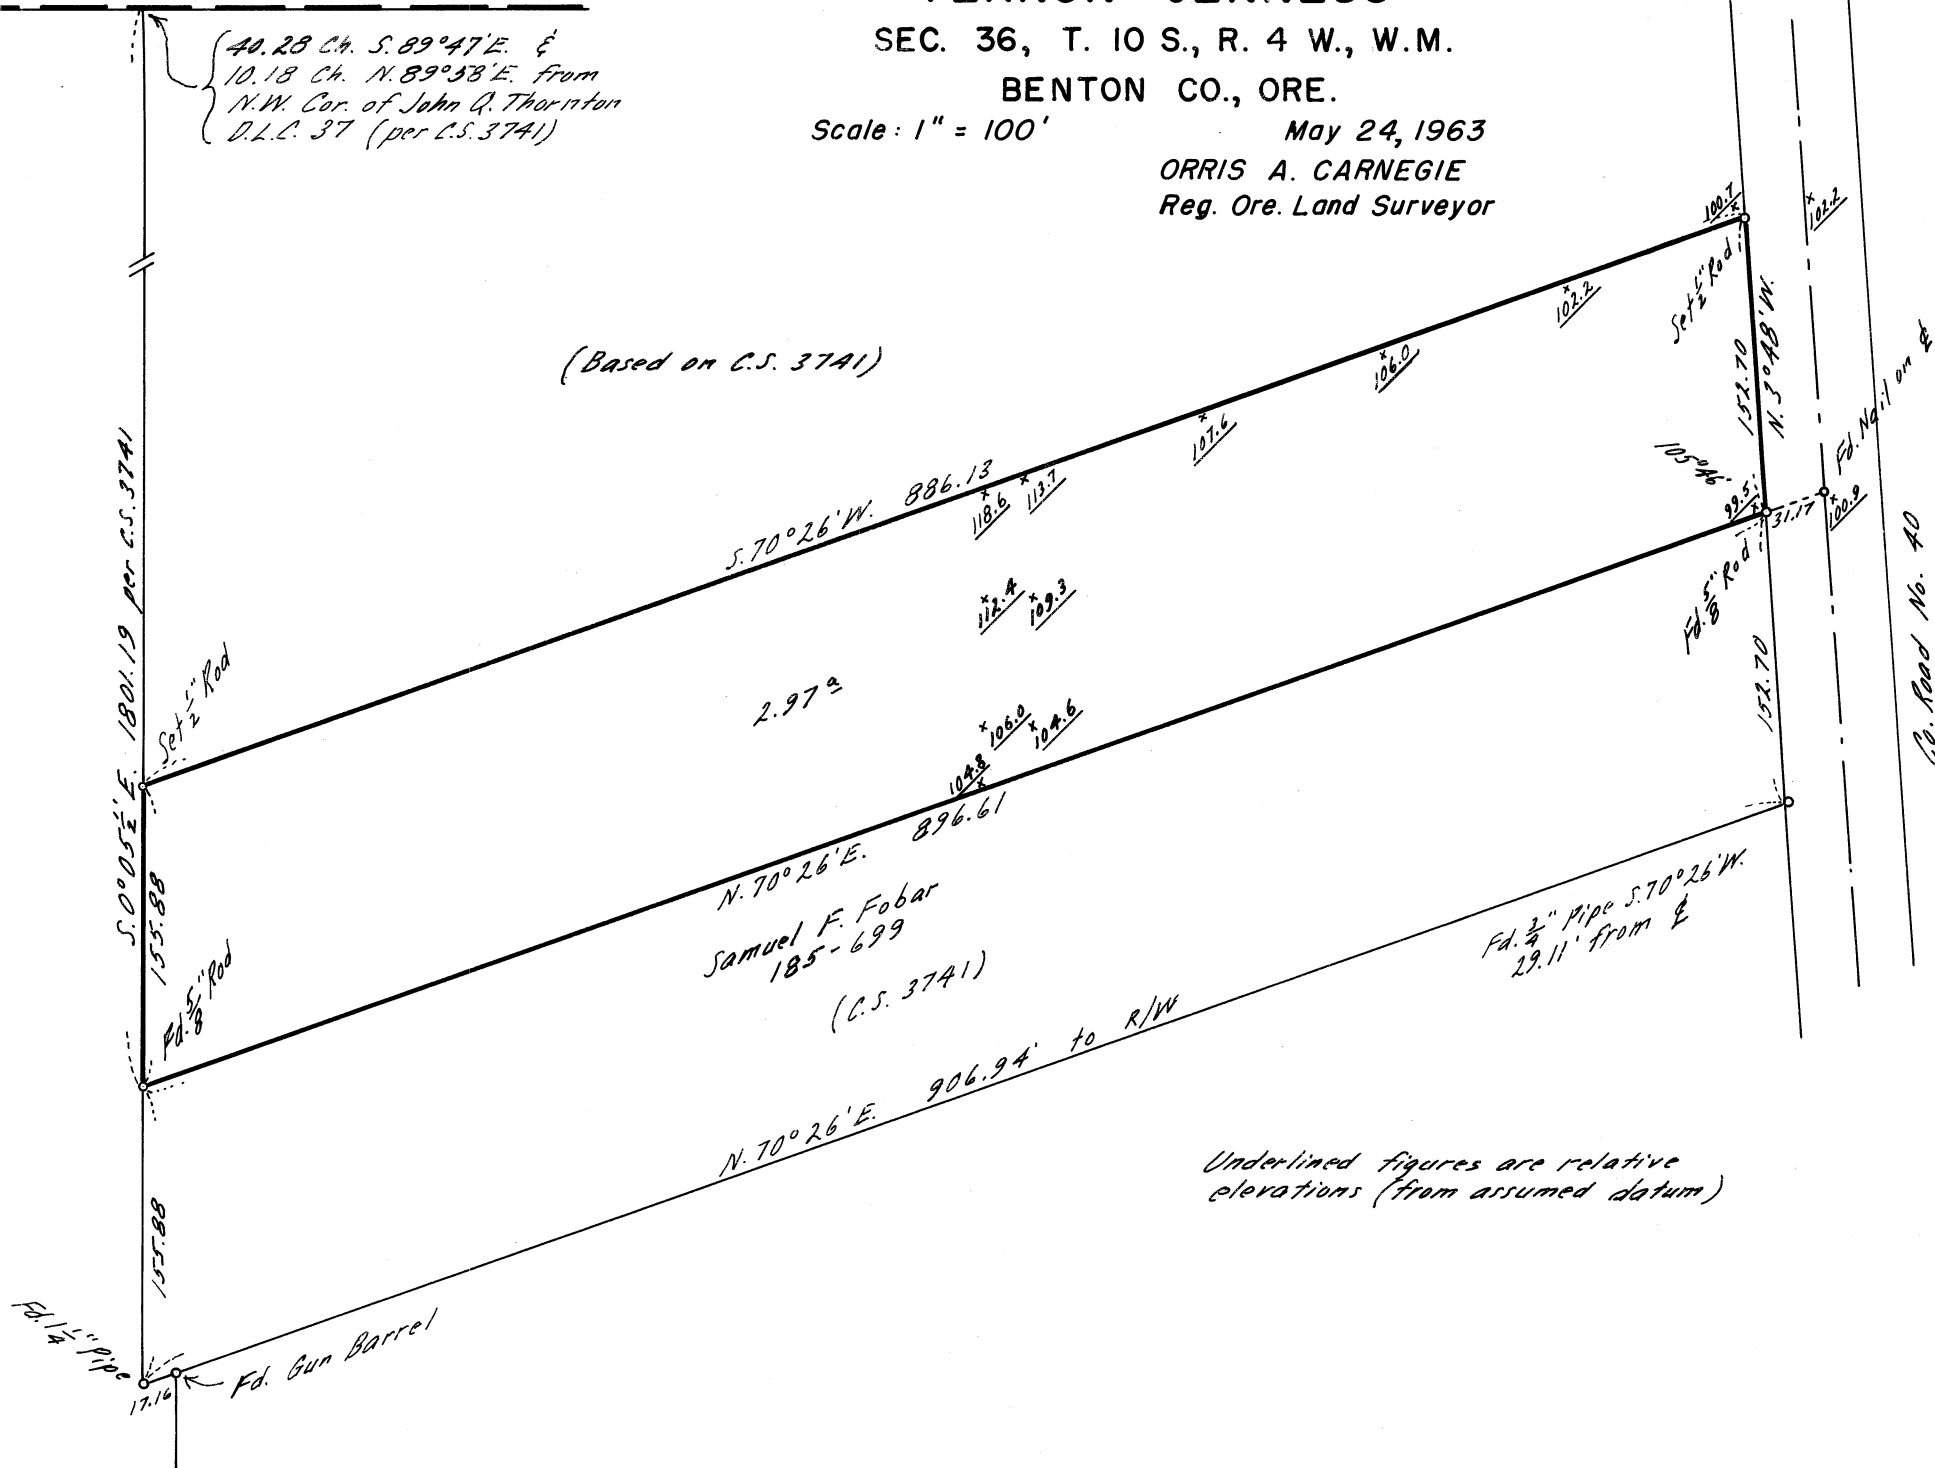 SEC. 36, T. 10 S., R. 4 W., W.M.
BENTON CO., ORE.
Scale: 1" = 100'
May 24, 1963
ORRIS A. CARNEGIE
Reg. Ore. Land Surveyor
40.28 Ch. S. 89°47'E. &
10.18 Ch. N. 89°58'E. from
N.W. Cor. of John Q. Thornton
D.L.C. 37 (per C.S. 3741)
(Based on C.S. 3741)
S. 0°05½'E. 1801.19 per C.S. 3741
100.7
102.2
Set ½" Rod
102.2
106.0
107.6
152.70
N. 3°48'W.
Fd. Nail on ℄
105°46'
99.5
31.17
100.9
Co. Road No. 40
S. 70°26'W. 886.13
118.6
113.7
112.4
109.3
Fd. ⅝" Rod
152.70
Set ½" Rod
2.97 a
106.0
104.6
104.8
N. 70°26'E. 896.61
155.88
Fd. ⅝" Rod
Samuel F. Fobar
185-699
(C.S. 3741)
Fd. ¾" Pipe S. 70°26'W.
29.11' from ℄
N. 70°26'E. 906.94' to R/W
Underlined figures are relative
elevations (from assumed datum)
155.88
Fd. 1¼" Pipe
17.16
Fd. Gun Barrel